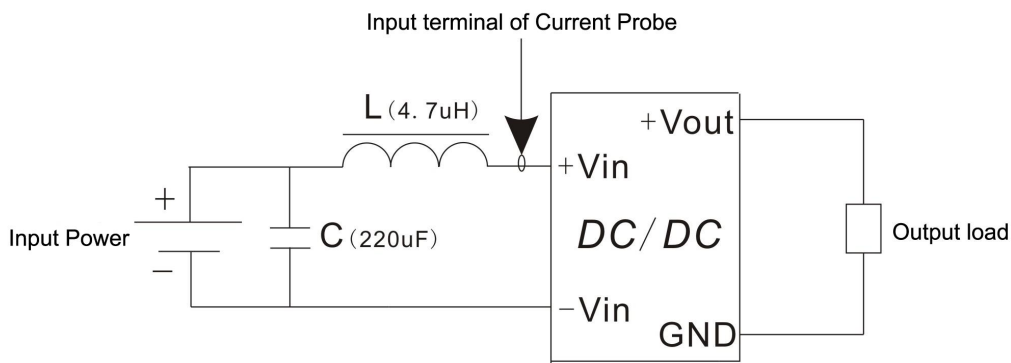 Input terminal of Current Probe
L(4. 7uH)
+Vout
+Vin
+
Input Power
C(220uF)
DC/DC
Output load
−
−Vin
GND